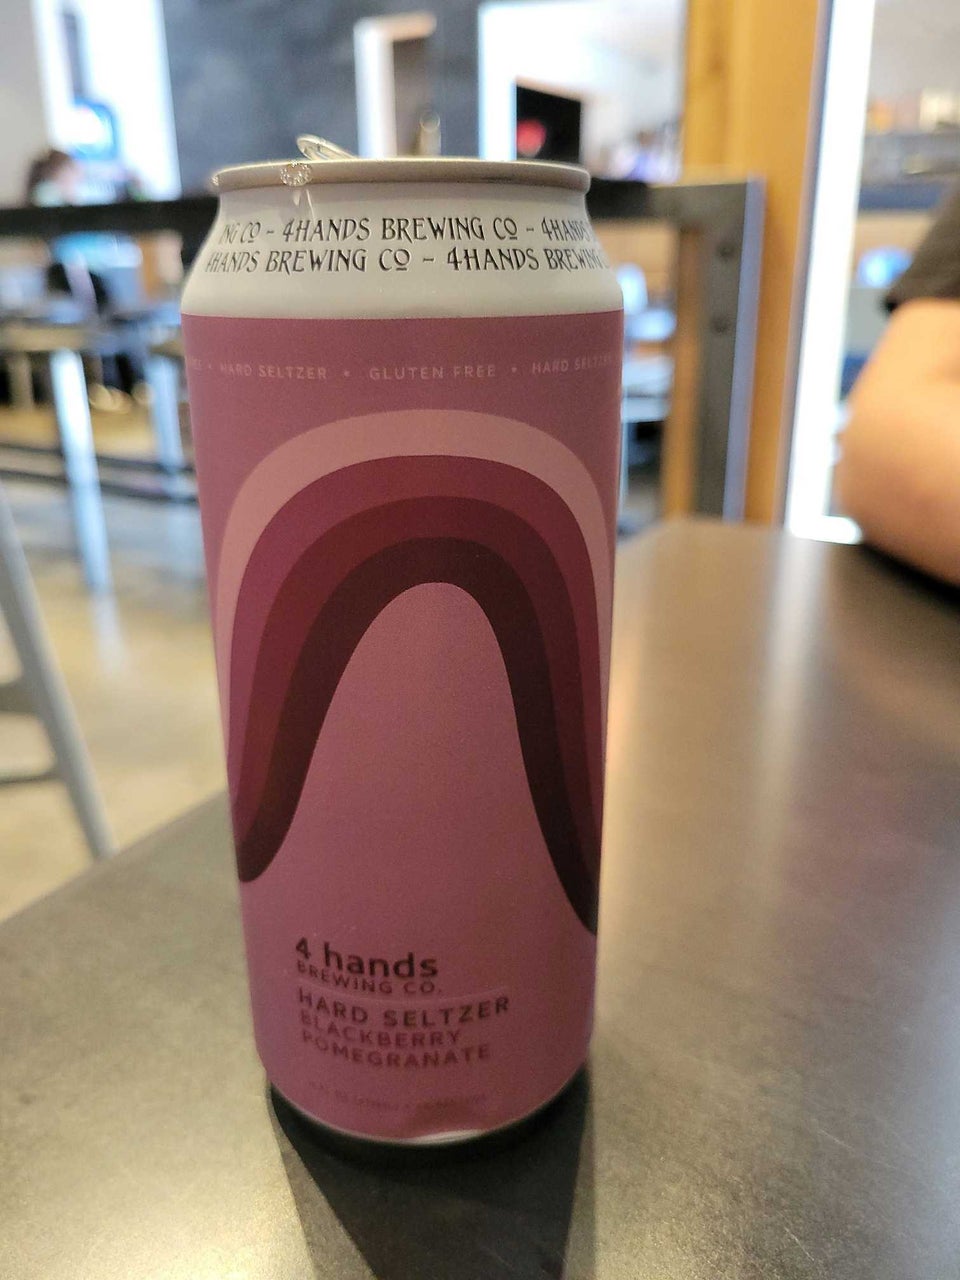 ING CO - 4HANDS BREWING CO - 4HANDS
4HANDS BREWING CO - 4HANDS BREWING
HARD SELTZER • GLUTEN FREE • HARD SELTZER
4 hands
BREWING CO.
HARD SELTZER
BLACKBERRY
POMEGRANATE